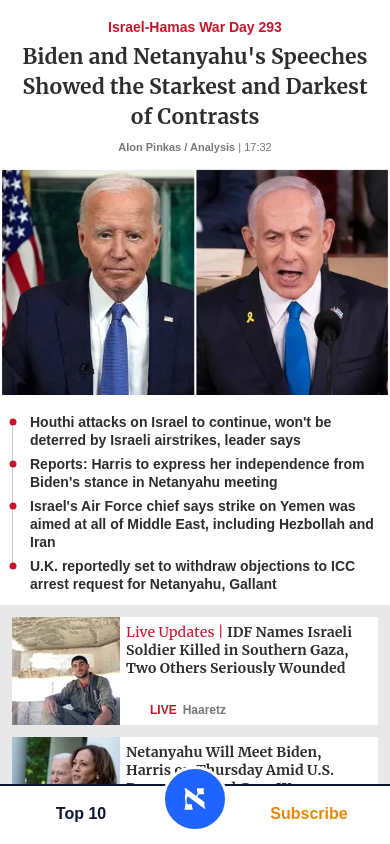 Israel-Hamas War Day 293
Biden and Netanyahu's Speeches
Showed the Starkest and Darkest
of Contrasts
Alon Pinkas / Analysis | 17:32
Houthi attacks on Israel to continue, won't be
deterred by Israeli airstrikes, leader says
Reports: Harris to express her independence from
Biden's stance in Netanyahu meeting
Israel's Air Force chief says strike on Yemen was
aimed at all of Middle East, including Hezbollah and
Iran
U.K. reportedly set to withdraw objections to ICC
arrest request for Netanyahu, Gallant
Live Updates | IDF Names Israeli
Soldier Killed in Southern Gaza,
Two Others Seriously Wounded
LIVE Haaretz
Netanyahu Will Meet Biden,
Harris on Thursday Amid U.S.
Top 10
Subscribe